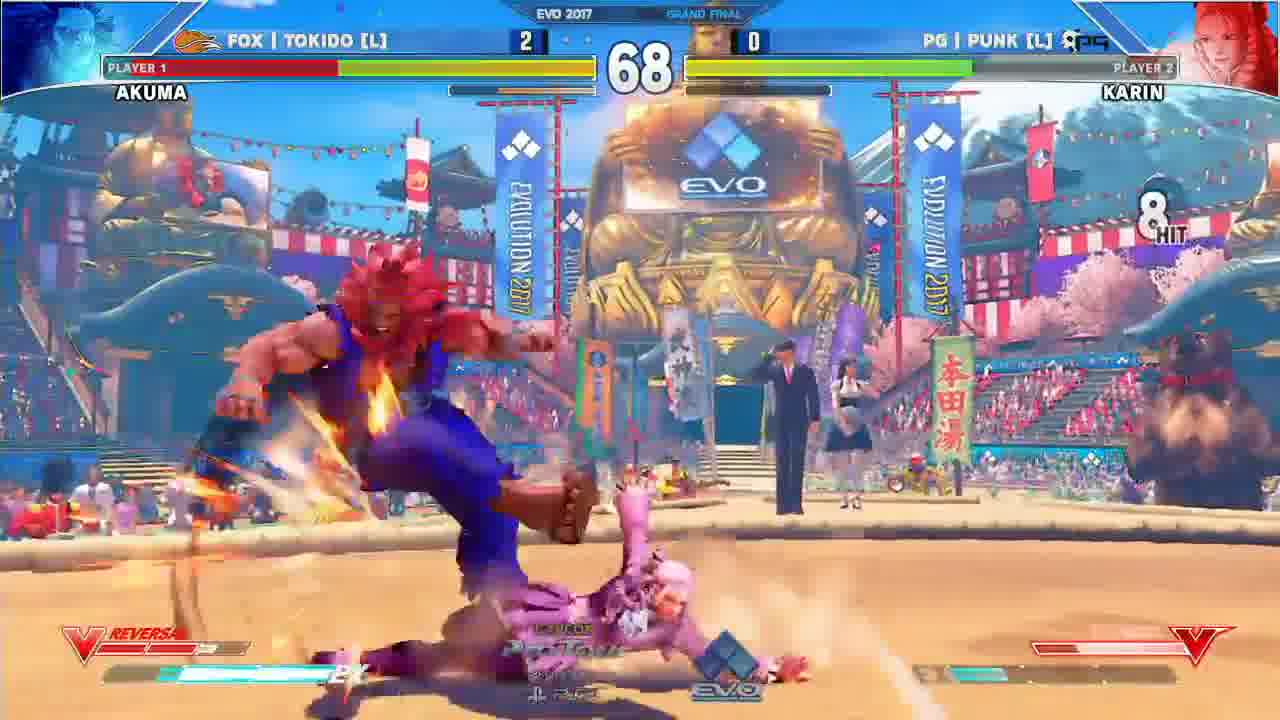 EVO 2017 GRAND FINAL
FOX | TOKIDO [L] 2 68 0 PG | PUNK [L]
PLAYER 1 PLAYER 2
AKUMA KARIN
EVO
EVOLUTION 2017
EVOLUTION 2017
8 HIT
本田湯
REVERSAL
EVO